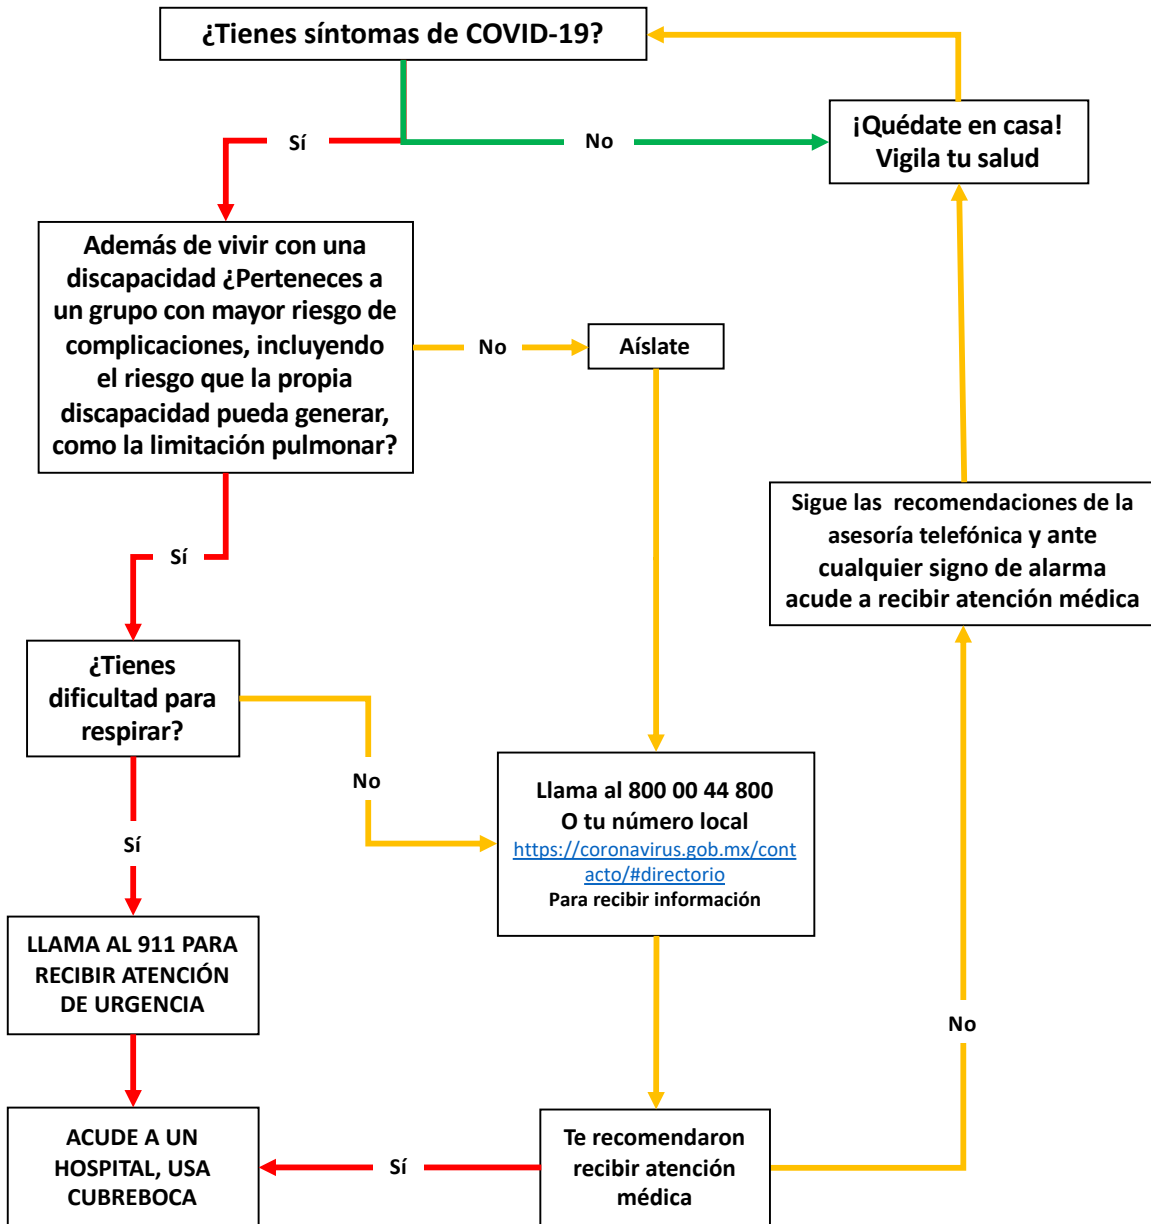 ¿Tienes síntomas de COVID-19?
¡Quédate en casa!
Vigila tu salud
Sí
No
Además de vivir con una
discapacidad ¿Perteneces a
un grupo con mayor riesgo de
complicaciones, incluyendo
el riesgo que la propia
discapacidad pueda generar,
como la limitación pulmonar?
No
Aíslate
Sigue las recomendaciones de la
asesoría telefónica y ante
cualquier signo de alarma
acude a recibir atención médica
Sí
¿Tienes
dificultad para
respirar?
No
Llama al 800 00 44 800
O tu número local
https://coronavirus.gob.mx/cont
acto/#directorio
Para recibir información
Sí
LLAMA AL 911 PARA
RECIBIR ATENCIÓN
DE URGENCIA
No
ACUDE A UN
HOSPITAL, USA
CUBREBOCA
Sí
Te recomendaron
recibir atención
médica